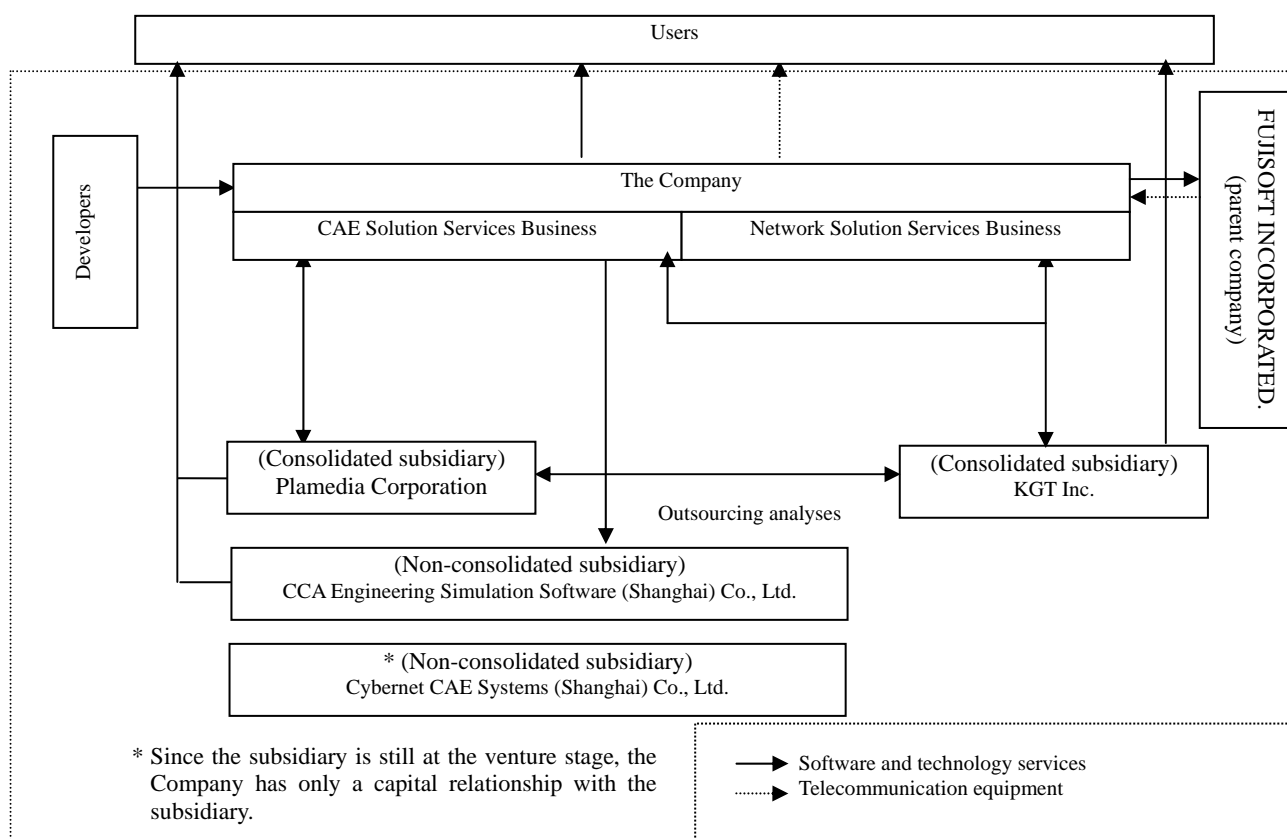 Users
Developers
The Company
CAE Solution Services Business
Network Solution Services Business
FUJISOFT INCORPORATED.
(parent company)
(Consolidated subsidiary)
Plamedia Corporation
(Consolidated subsidiary)
KGT Inc.
Outsourcing analyses
(Non-consolidated subsidiary)
CCA Engineering Simulation Software (Shanghai) Co., Ltd.
* (Non-consolidated subsidiary)
Cybernet CAE Systems (Shanghai) Co., Ltd.
* Since the subsidiary is still at the venture stage, the
Company has only a capital relationship with the
subsidiary.
Software and technology services
Telecommunication equipment